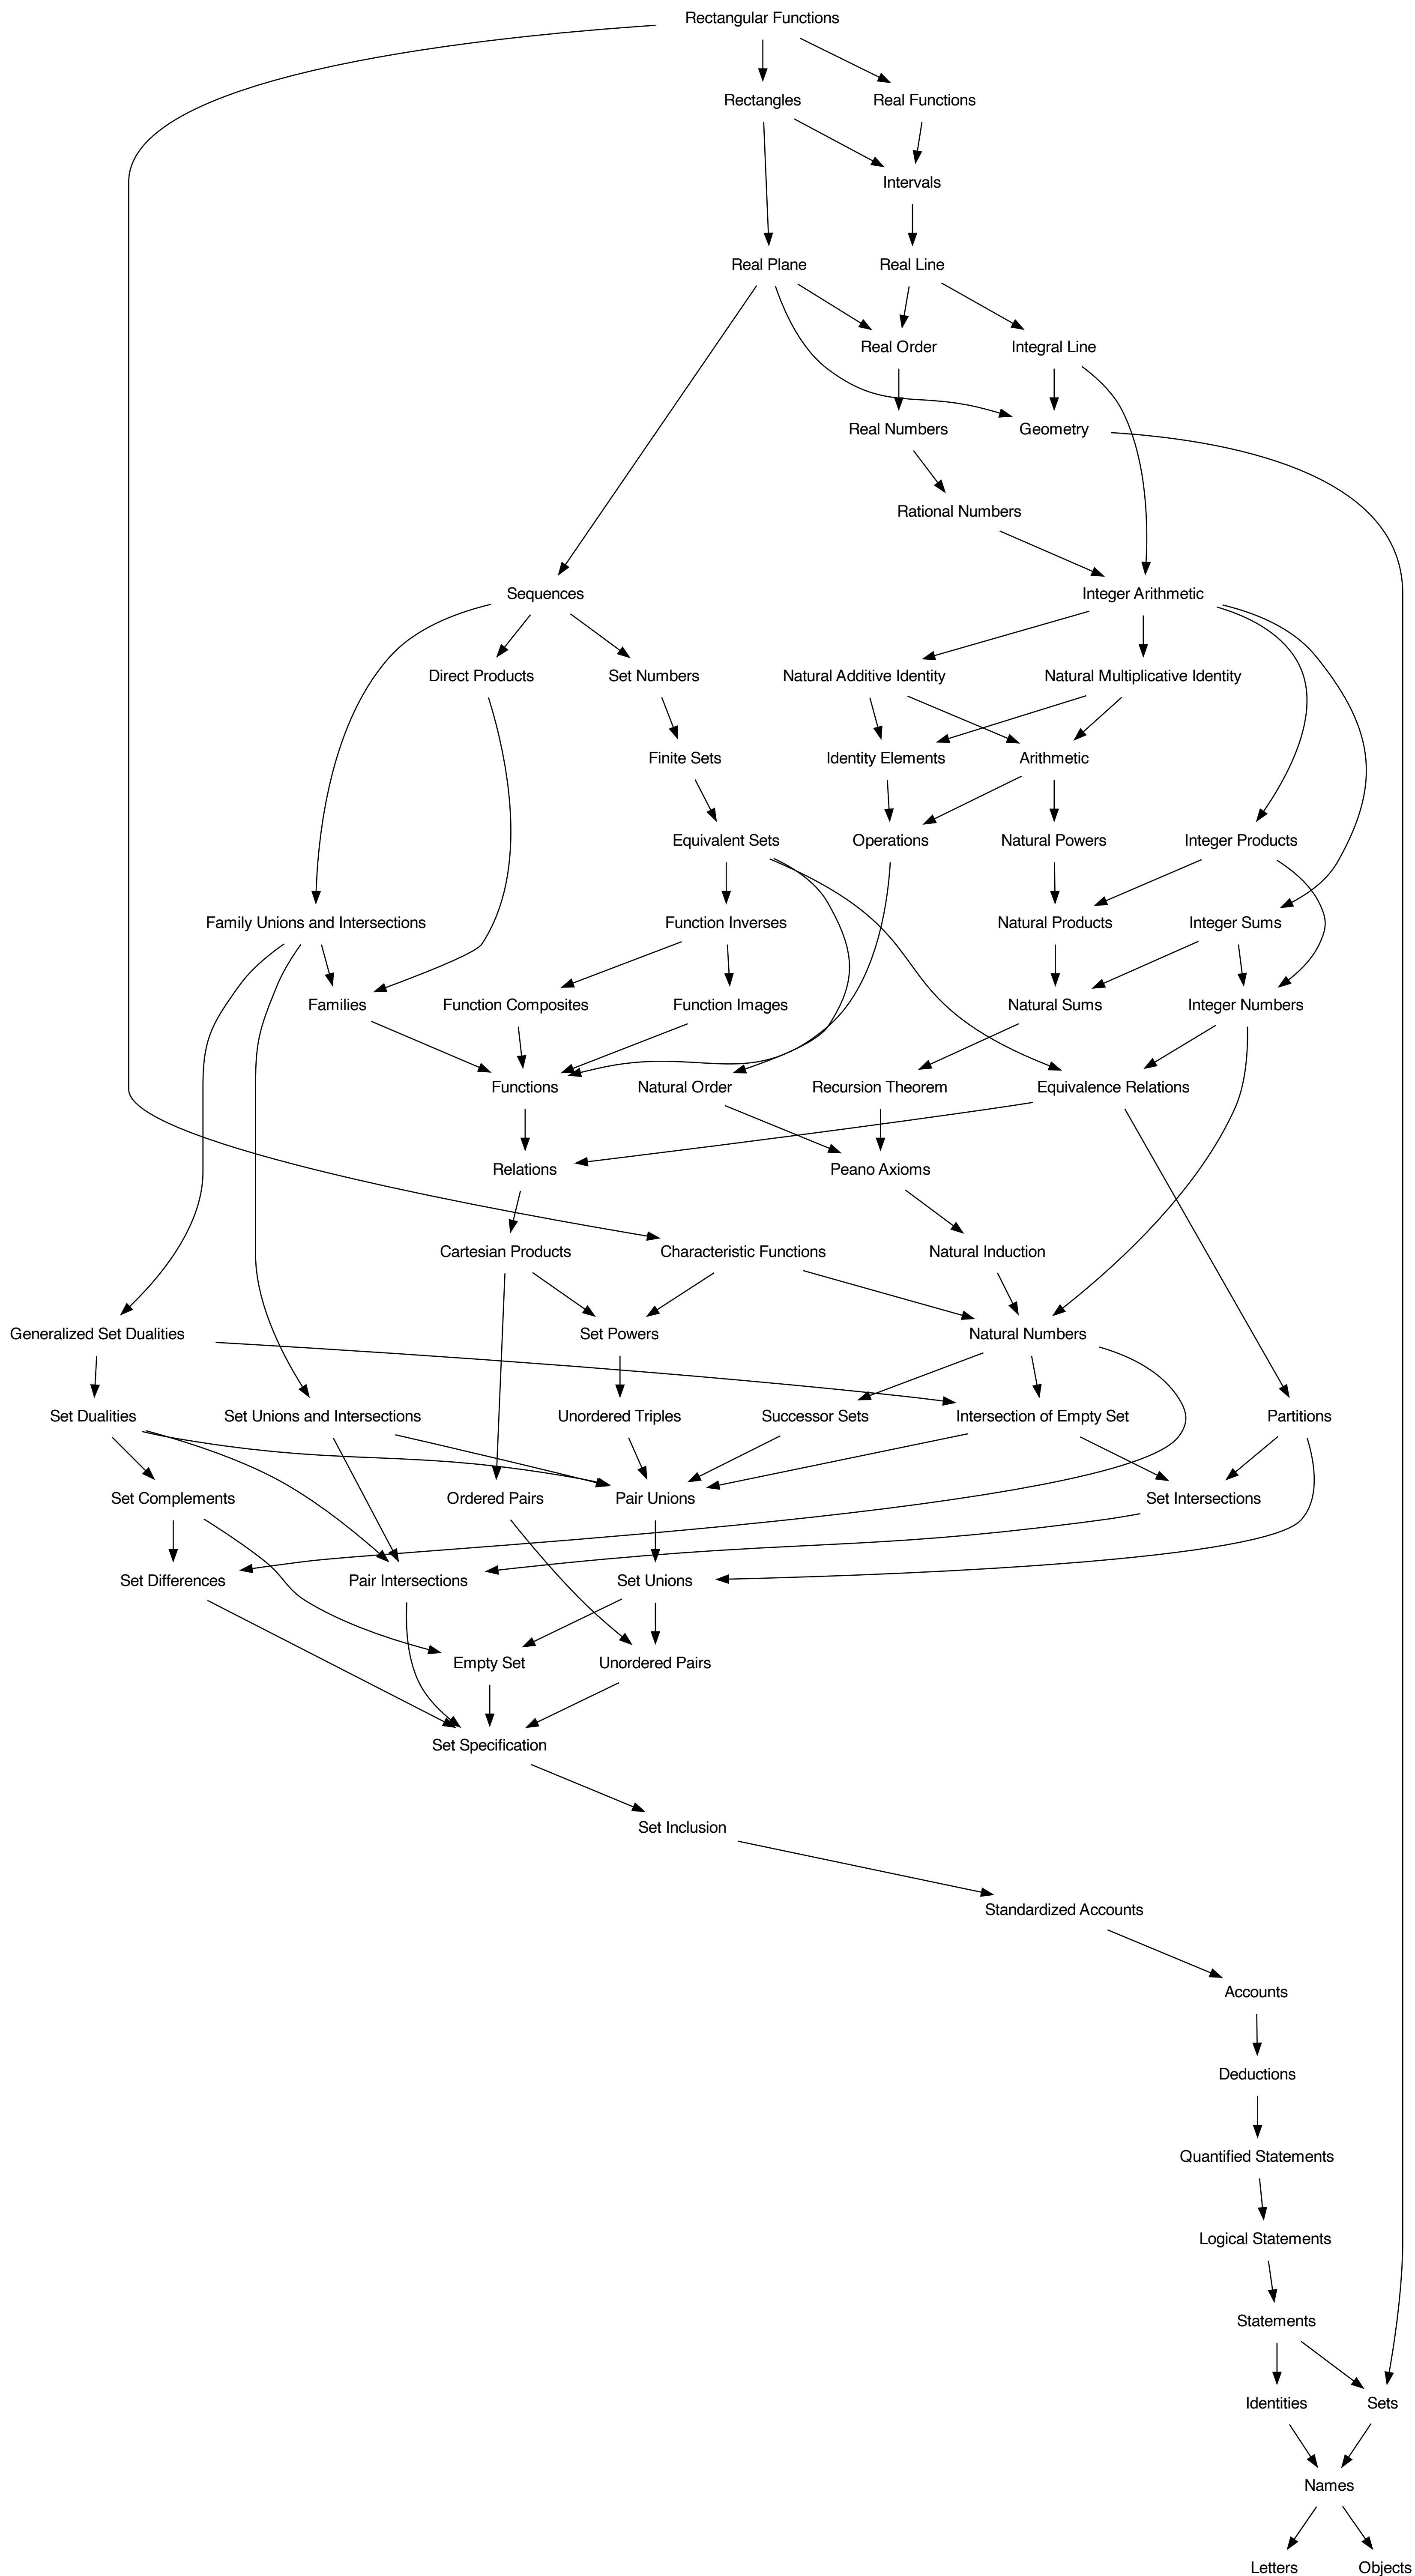 Rectangular Functions
Rectangles
Real Functions
Intervals
Real Plane
Real Line
Real Order
Integral Line
Real Numbers
Geometry
Rational Numbers
Sequences
Integer Arithmetic
Direct Products
Set Numbers
Natural Additive Identity
Natural Multiplicative Identity
Finite Sets
Identity Elements
Arithmetic
Equivalent Sets
Operations
Natural Powers
Integer Products
Family Unions and Intersections
Function Inverses
Natural Products
Integer Sums
Families
Function Composites
Function Images
Natural Sums
Integer Numbers
Functions
Natural Order
Recursion Theorem
Equivalence Relations
Relations
Peano Axioms
Cartesian Products
Characteristic Functions
Natural Induction
Generalized Set Dualities
Set Powers
Natural Numbers
Set Dualities
Set Unions and Intersections
Unordered Triples
Successor Sets
Intersection of Empty Set
Partitions
Set Complements
Ordered Pairs
Pair Unions
Set Intersections
Set Differences
Pair Intersections
Set Unions
Empty Set
Unordered Pairs
Set Specification
Set Inclusion
Standardized Accounts
Accounts
Deductions
Quantified Statements
Logical Statements
Statements
Identities
Sets
Names
Letters
Objects